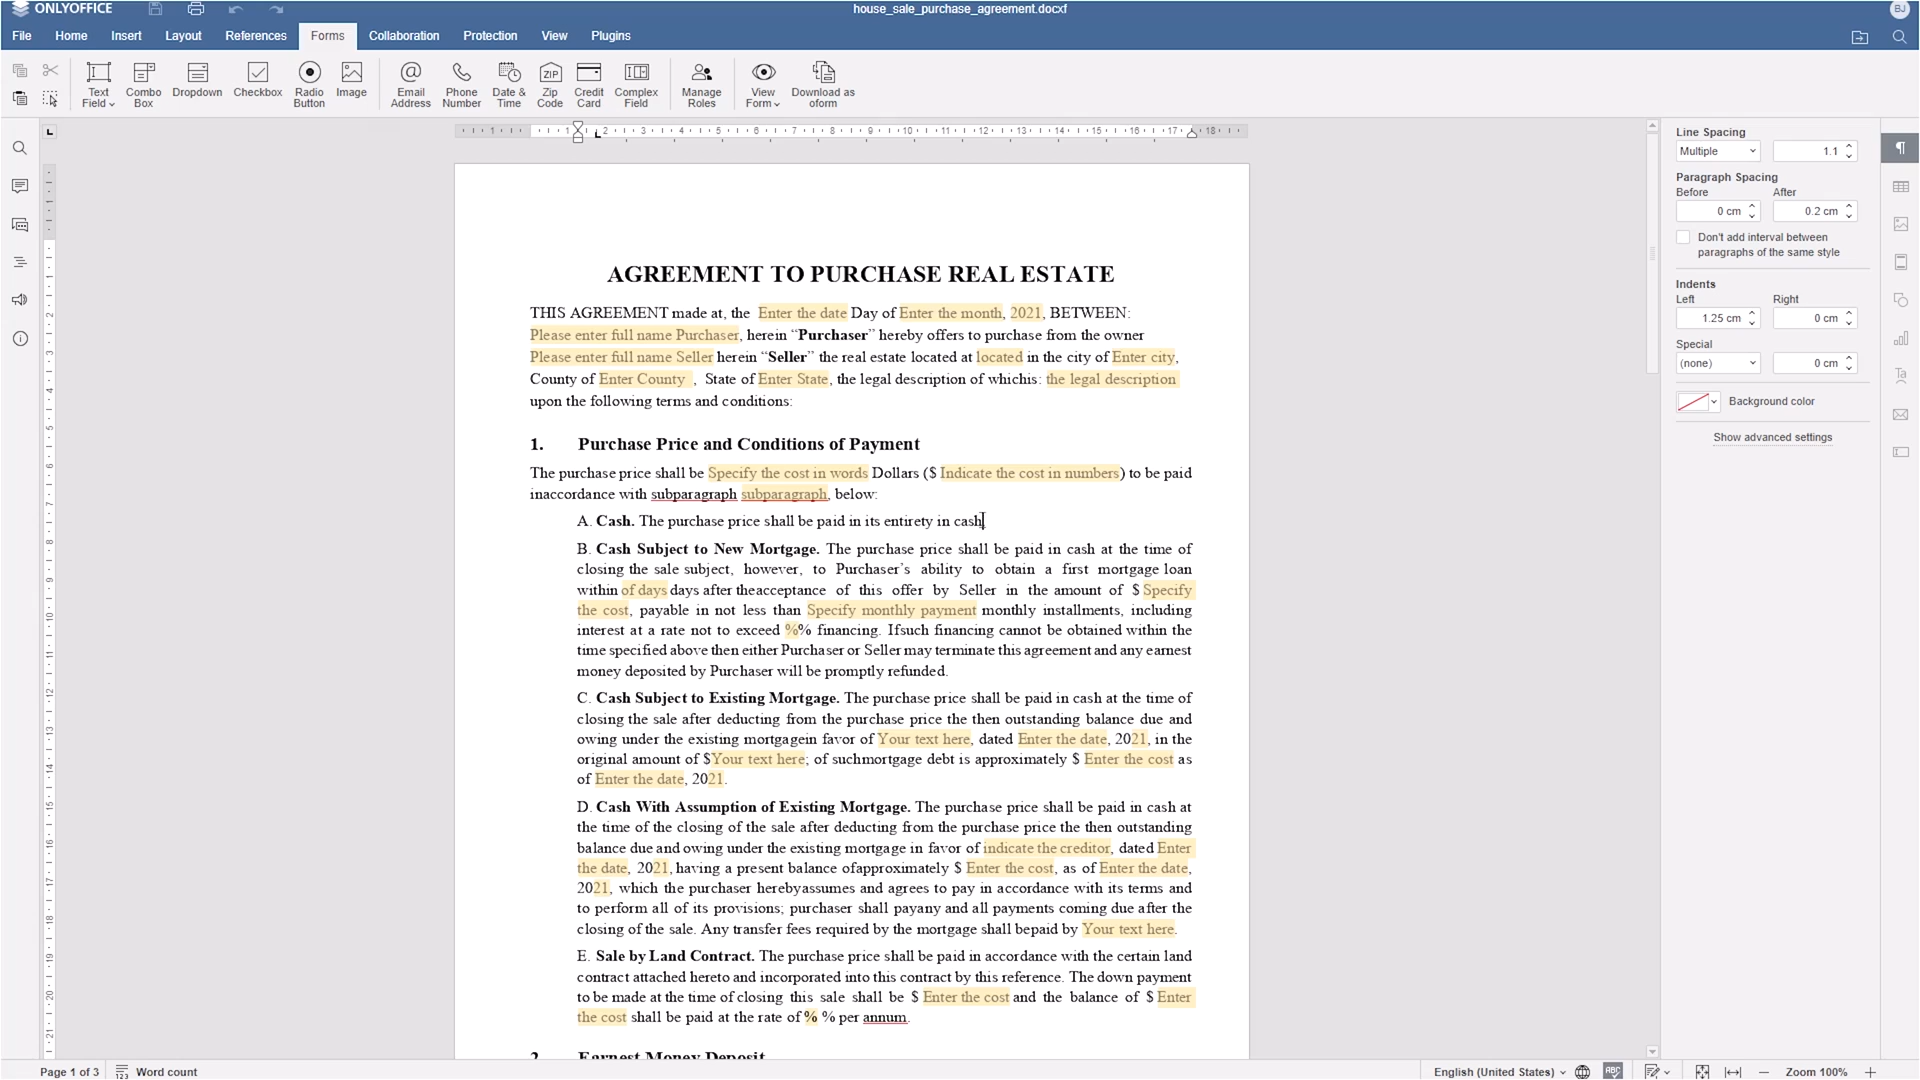 ONLYOFFICE
house_sale_purchase_agreement.docxf
BJ
File Home Insert Layout References Forms Collaboration Protection View Plugins
Text Field
Combo Box
Dropdown
Checkbox
Radio Button
Image
Email Address
Phone Number
Date & Time
ZIP
Zip Code
Credit Card
Complex Field
Manage Roles
View Form
Download as oform
1 1 2 3 4 5 6 7 8 9 10 11 12 13 14 15 16 17 18
AGREEMENT TO PURCHASE REAL ESTATE
THIS AGREEMENT made at, the Enter the date Day of Enter the month, 2021, BETWEEN:
Please enter full name Purchaser, herein “Purchaser” hereby offers to purchase from the owner
Please enter full name Seller herein “Seller” the real estate located at located in the city of Enter city,
County of Enter County , State of Enter State, the legal description of whichis: the legal description
upon the following terms and conditions:
1. Purchase Price and Conditions of Payment
The purchase price shall be Specify the cost in words Dollars ($ Indicate the cost in numbers) to be paid
inaccordance with subparagraph subparagraph, below:
A. Cash. The purchase price shall be paid in its entirety in cash
B. Cash Subject to New Mortgage. The purchase price shall be paid in cash at the time of
closing the sale subject, however, to Purchaser’s ability to obtain a first mortgage loan
within of days days after theacceptance of this offer by Seller in the amount of $ Specify
the cost, payable in not less than Specify monthly payment monthly installments, including
interest at a rate not to exceed %% financing. Ifsuch financing cannot be obtained within the
time specified above then either Purchaser or Seller may terminate this agreement and any earnest
money deposited by Purchaser will be promptly refunded.
C. Cash Subject to Existing Mortgage. The purchase price shall be paid in cash at the time of
closing the sale after deducting from the purchase price the then outstanding balance due and
owing under the existing mortgagein favor of Your text here, dated Enter the date, 2021, in the
original amount of $Your text here; of suchmortgage debt is approximately $ Enter the cost as
of Enter the date, 2021.
D. Cash With Assumption of Existing Mortgage. The purchase price shall be paid in cash at
the time of the closing of the sale after deducting from the purchase price the then outstanding
balance due and owing under the existing mortgage in favor of indicate the creditor, dated Enter
the date, 2021, having a present balance ofapproximately $ Enter the cost, as of Enter the date,
2021, which the purchaser herebyassumes and agrees to pay in accordance with its terms and
to perform all of its provisions; purchaser shall payany and all payments coming due after the
closing of the sale. Any transfer fees required by the mortgage shall bepaid by Your text here.
E. Sale by Land Contract. The purchase price shall be paid in accordance with the certain land
contract attached hereto and incorporated into this contract by this reference. The down payment
to be made at the time of closing this sale shall be $ Enter the cost and the balance of $ Enter
the cost shall be paid at the rate of % % per annum.
2. Earnest Money Deposit
Line Spacing
Multiple 1.1
Paragraph Spacing
Before After
0 cm 0.2 cm
Don't add interval between
paragraphs of the same style
Indents
Left Right
1.25 cm 0 cm
Special
(none) 0 cm
Background color
Show advanced settings
Page 1 of 3 Word count English (United States) ABC Zoom 100%